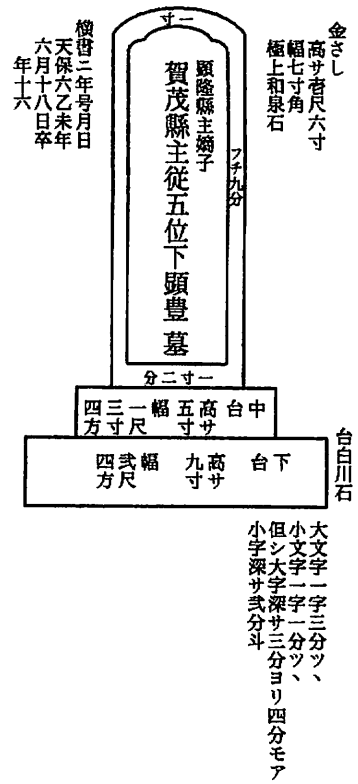 金さし
高サ壱尺六寸
幅七寸角
極上和泉石
一寸
フチ九分
顕隆縣主嫡子
賀茂縣主従五位下顕豊墓
一寸二分
横書ニ年号月日
天保六乙未年
六月十八日卒
年十六
中台
高サ五寸
幅一尺三寸四方
下台
高サ九寸
幅弐尺四方
台白川石
大文字一字三分ツヽ
小文字一字一分ツヽ
但シ大字深サ三分ヨリ四分モア
小字深サ弐分斗